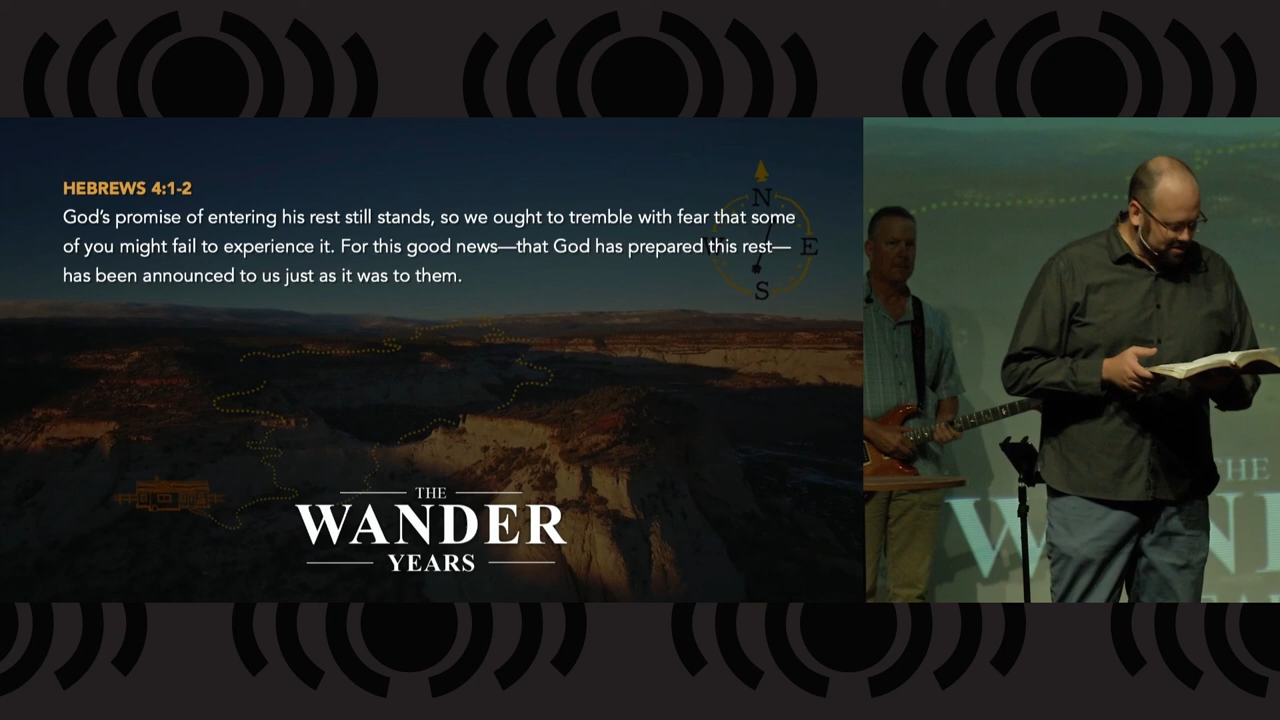 HEBREWS 4:1-2
God's promise of entering his rest still stands, so we ought to tremble with fear that some
of you might fail to experience it. For this good news—that God has prepared this rest—
has been announced to us just as it was to them.
N
W E
S
THE
WANDER
YEARS
THE